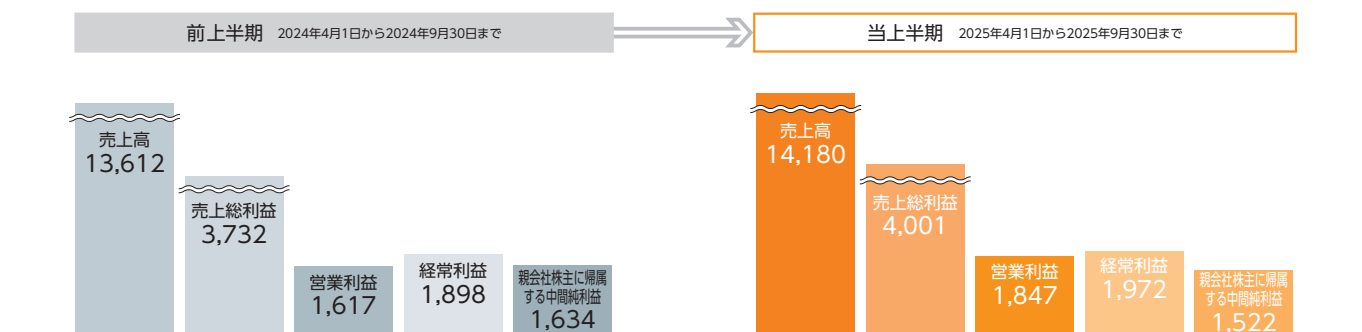 前上半期 2024年4月1日から2024年9月30日まで
当上半期 2025年4月1日から2025年9月30日まで
売上高
13,612
売上総利益
3,732
営業利益
1,617
経常利益
1,898
親会社株主に帰属
する中間純利益
1,634
売上高
14,180
売上総利益
4,001
営業利益
1,847
経常利益
1,972
親会社株主に帰属
する中間純利益
1,522